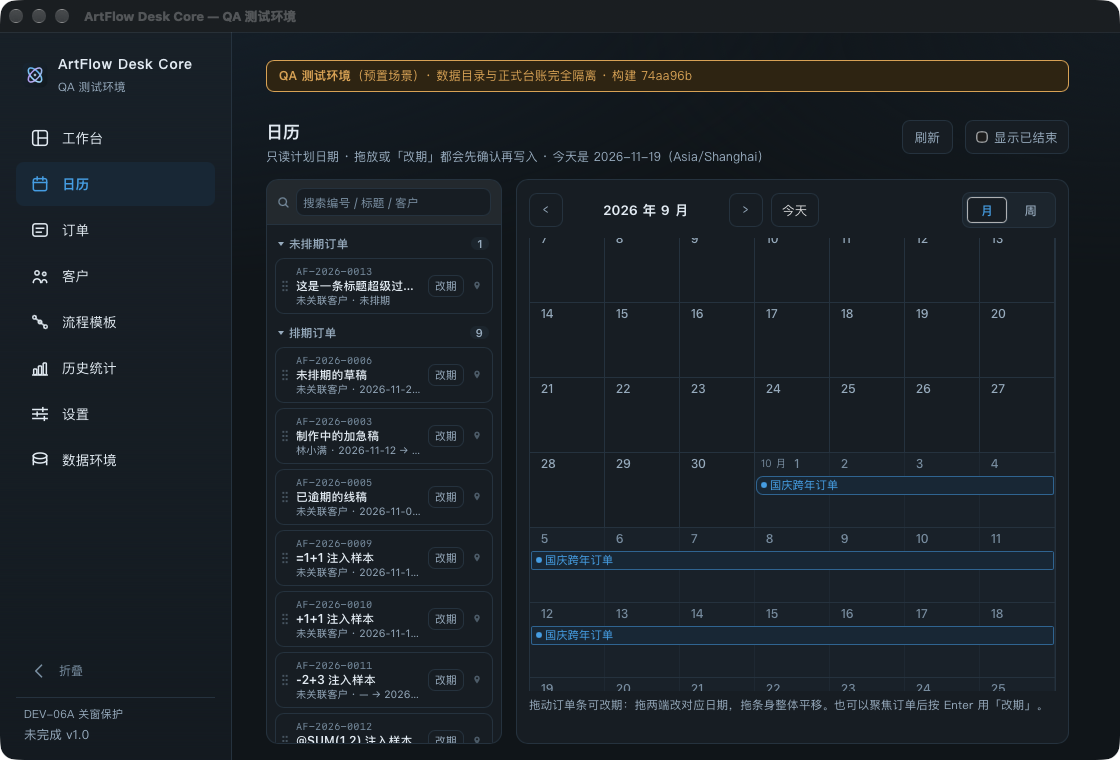 ArtFlow Desk Core — QA 测试环境
ArtFlow Desk Core
QA 测试环境
工作台
日历
订单
客户
流程模板
历史统计
设置
数据环境
折叠
DEV-06A 关窗保护
未完成 v1.0
QA 测试环境（预置场景）· 数据目录与正式台账完全隔离 · 构建 74aa96b
日历
只读计划日期 · 拖放或「改期」都会先确认再写入 · 今天是 2026-11-19（Asia/Shanghai）
刷新
显示已结束
搜索编号 / 标题 / 客户
未排期订单 1
AF-2026-0013
这是一条标题超级过…
未关联客户 · 未排期
改期
排期订单 9
AF-2026-0006
未排期的草稿
未关联客户 · 2026-11-2…
改期
AF-2026-0003
制作中的加急稿
林小满 · 2026-11-12 → …
改期
AF-2026-0005
已逾期的线稿
未关联客户 · 2026-11-0…
改期
AF-2026-0009
=1+1 注入样本
未关联客户 · 2026-11-1…
改期
AF-2026-0010
+1+1 注入样本
未关联客户 · 2026-11-1…
改期
AF-2026-0011
-2+3 注入样本
未关联客户 · — → 2026…
改期
AF-2026-0012
@SUM(1,2) 注入样本
改期
< 2026 年 9 月 > 今天
月 周
7 8 9 10 11 12 13
14 15 16 17 18 19 20
21 22 23 24 25 26 27
28 29 30 10 月 1 2 3 4
国庆跨年订单
5 6 7 8 9 10 11
国庆跨年订单
12 13 14 15 16 17 18
国庆跨年订单
19 20 21 22 23 24 25
拖动订单条可改期：拖两端改对应日期，拖条身整体平移。也可以聚焦订单后按 Enter 用「改期」。